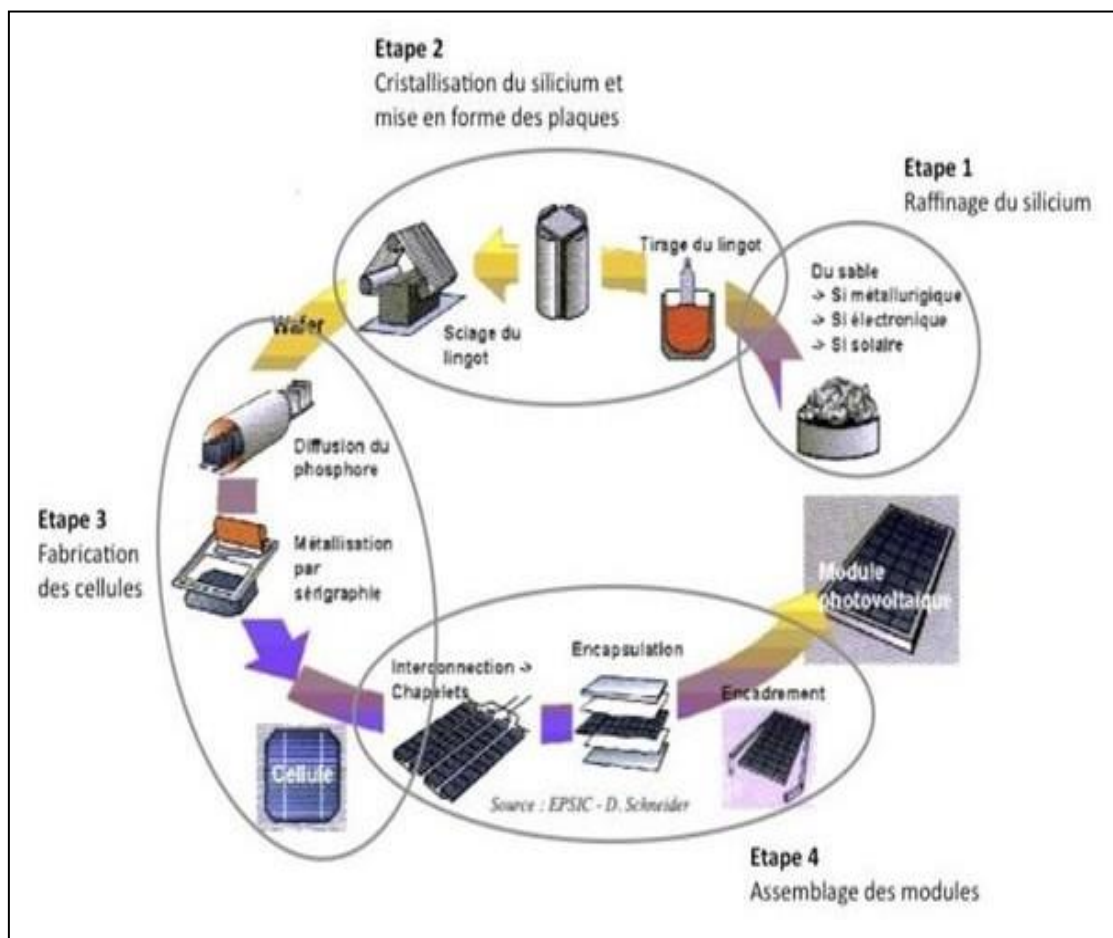 Etape 2
Cristallisation du silicium et
mise en forme des plaques
Etape 1
Raffinage du silicium
Tirage du lingot
Du sable
-> Si métallurigique
-> Si électronique
-> Si solaire
Sciage du
lingot
Wafer
Diffusion du
phosphore
Etape 3
Fabrication
des cellules
Métallisation
par
sérigraphie
Cellule
Interconnection ->
Chapelets
Encapsulation
Encadrement
Module
photovoltaïque
Source : EPSIC - D. Schneider
Etape 4
Assemblage des modules